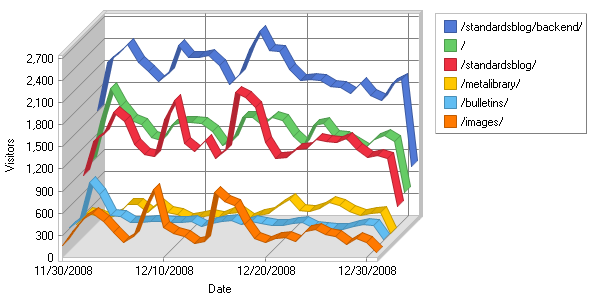 2,700
2,400
2,100
1,800
1,500
1,200
900
600
300
0
Visitors
11/30/2008 12/10/2008 12/20/2008 12/30/2008
Date
/standardsblog/backend/
/
/standardsblog/
/metalibrary/
/bulletins/
/images/